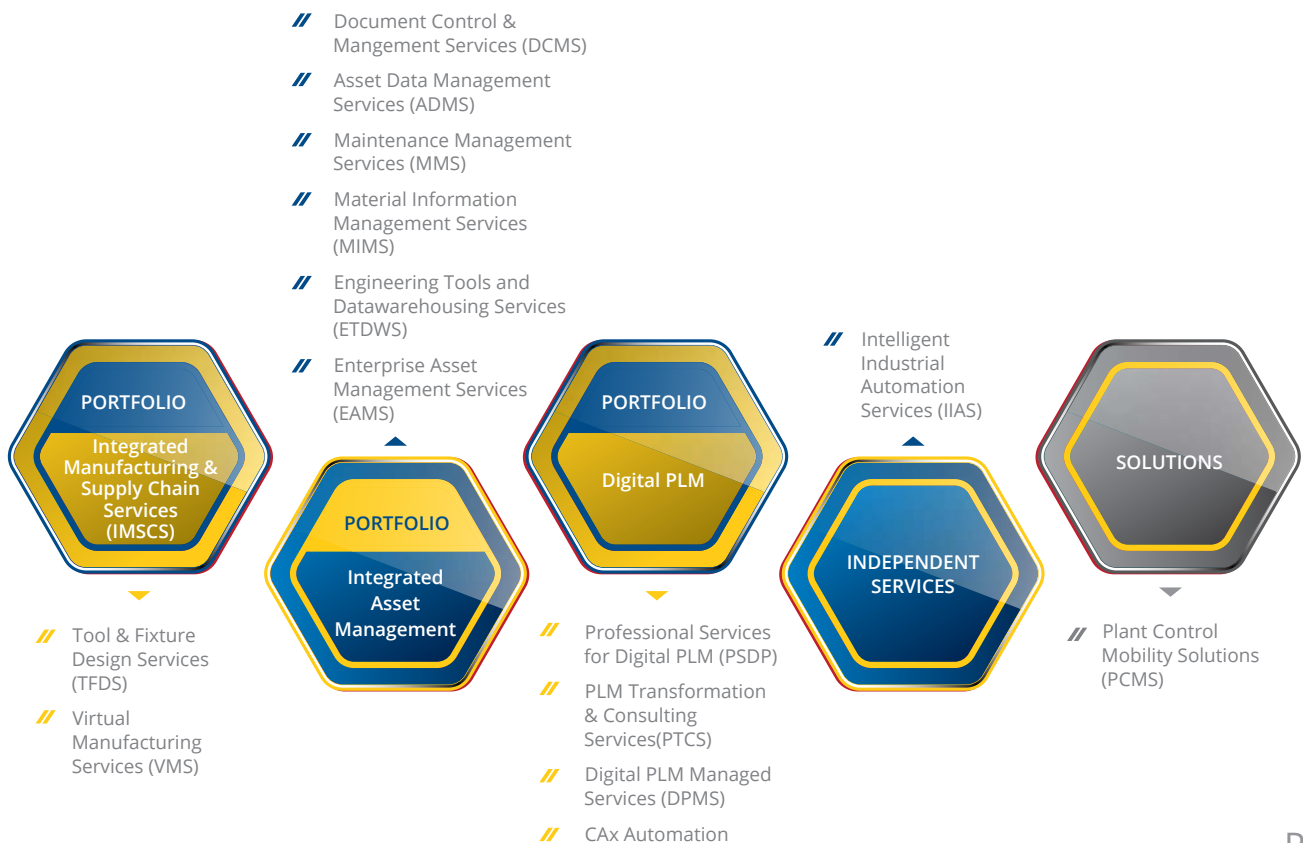 Document Control &
Mangement Services (DCMS)
Asset Data Management
Services (ADMS)
Maintenance Management
Services (MMS)
Material Information
Management Services
(MIMS)
Engineering Tools and
Datawarehousing Services
(ETDWS)
Enterprise Asset
Management Services
(EAMS)
Intelligent
Industrial
Automation
Services (IIAS)
PORTFOLIO
Integrated
Manufacturing &
Supply Chain
Services
(IMSCS)
PORTFOLIO
Integrated
Asset
Management
PORTFOLIO
Digital PLM
INDEPENDENT
SERVICES
SOLUTIONS
Tool & Fixture
Design Services
(TFDS)
Virtual
Manufacturing
Services (VMS)
Professional Services
for Digital PLM (PSDP)
PLM Transformation
& Consulting
Services(PTCS)
Digital PLM Managed
Services (DPMS)
CAx Automation
Plant Control
Mobility Solutions
(PCMS)